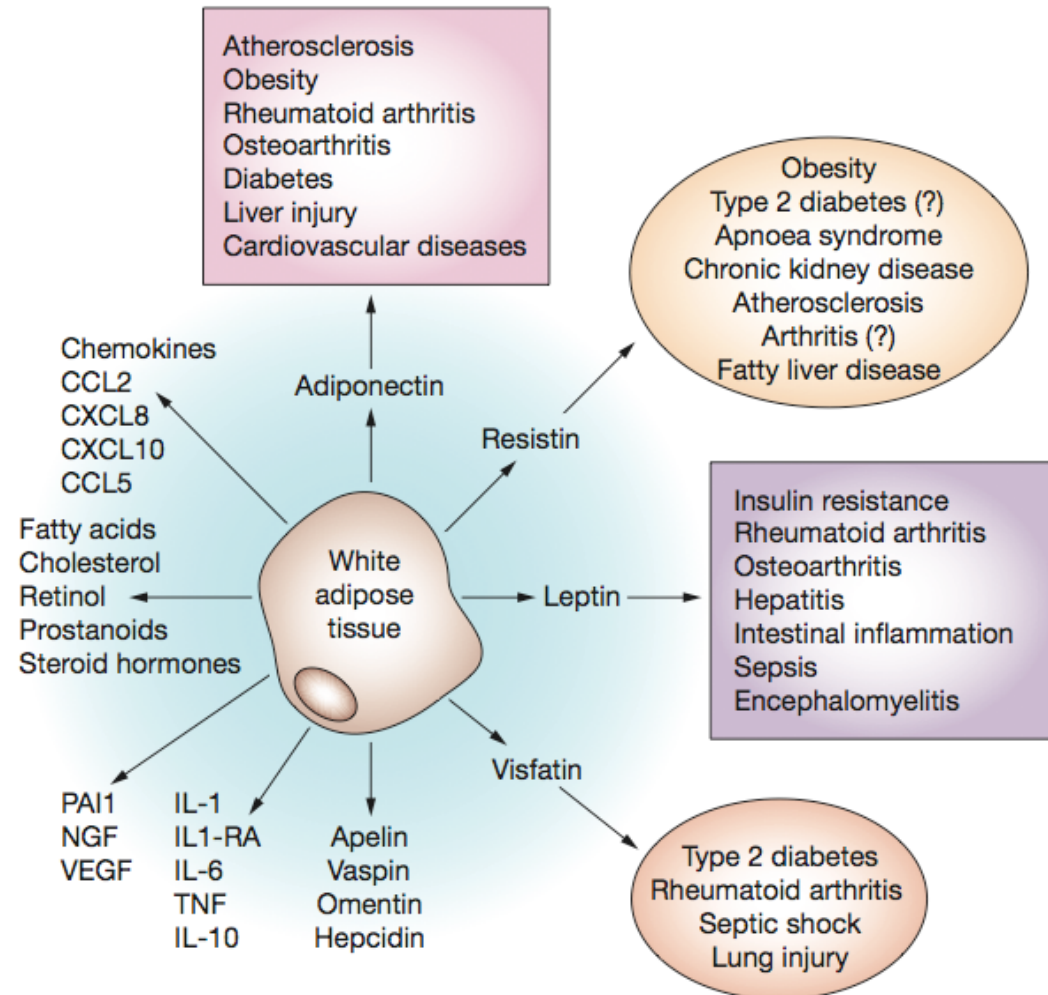 Atherosclerosis
Obesity
Rheumatoid arthritis
Osteoarthritis
Diabetes
Liver injury
Cardiovascular diseases
Obesity
Type 2 diabetes (?)
Apnoea syndrome
Chronic kidney disease
Atherosclerosis
Arthritis (?)
Fatty liver disease
Chemokines
CCL2
CXCL8
CXCL10
CCL5
Adiponectin
Resistin
Fatty acids
Cholesterol
Retinol
Prostanoids
Steroid hormones
White
adipose
tissue
Leptin
Insulin resistance
Rheumatoid arthritis
Osteoarthritis
Hepatitis
Intestinal inflammation
Sepsis
Encephalomyelitis
Visfatin
PAI1
NGF
VEGF
IL-1
IL1-RA
IL-6
TNF
IL-10
Apelin
Vaspin
Omentin
Hepcidin
Type 2 diabetes
Rheumatoid arthritis
Septic shock
Lung injury